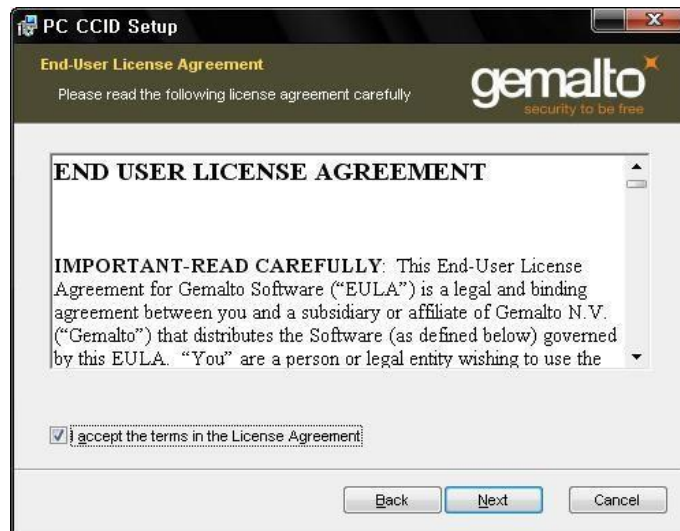 PC CCID Setup
End-User License Agreement
Please read the following license agreement carefully
gemalto
security to be free
END USER LICENSE AGREEMENT
IMPORTANT-READ CAREFULLY: This End-User License
Agreement for Gemalto Software (“EULA”) is a legal and binding
agreement between you and a subsidiary or affiliate of Gemalto N.V.
(“Gemalto”) that distributes the Software (as defined below) governed
by this EULA. “You” are a person or legal entity wishing to use the
I accept the terms in the License Agreement
Back Next Cancel